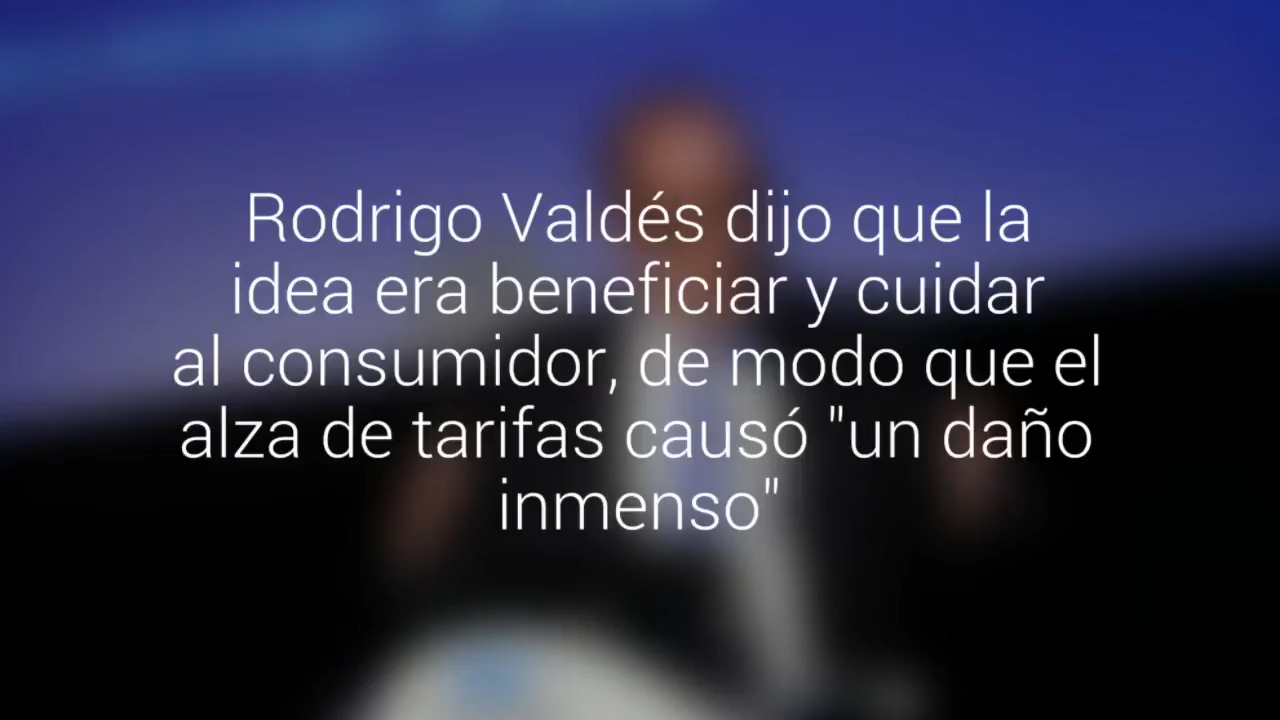 Rodrigo Valdés dijo que la
idea era beneficiar y cuidar
al consumidor, de modo que el
alza de tarifas causó "un daño
inmenso"